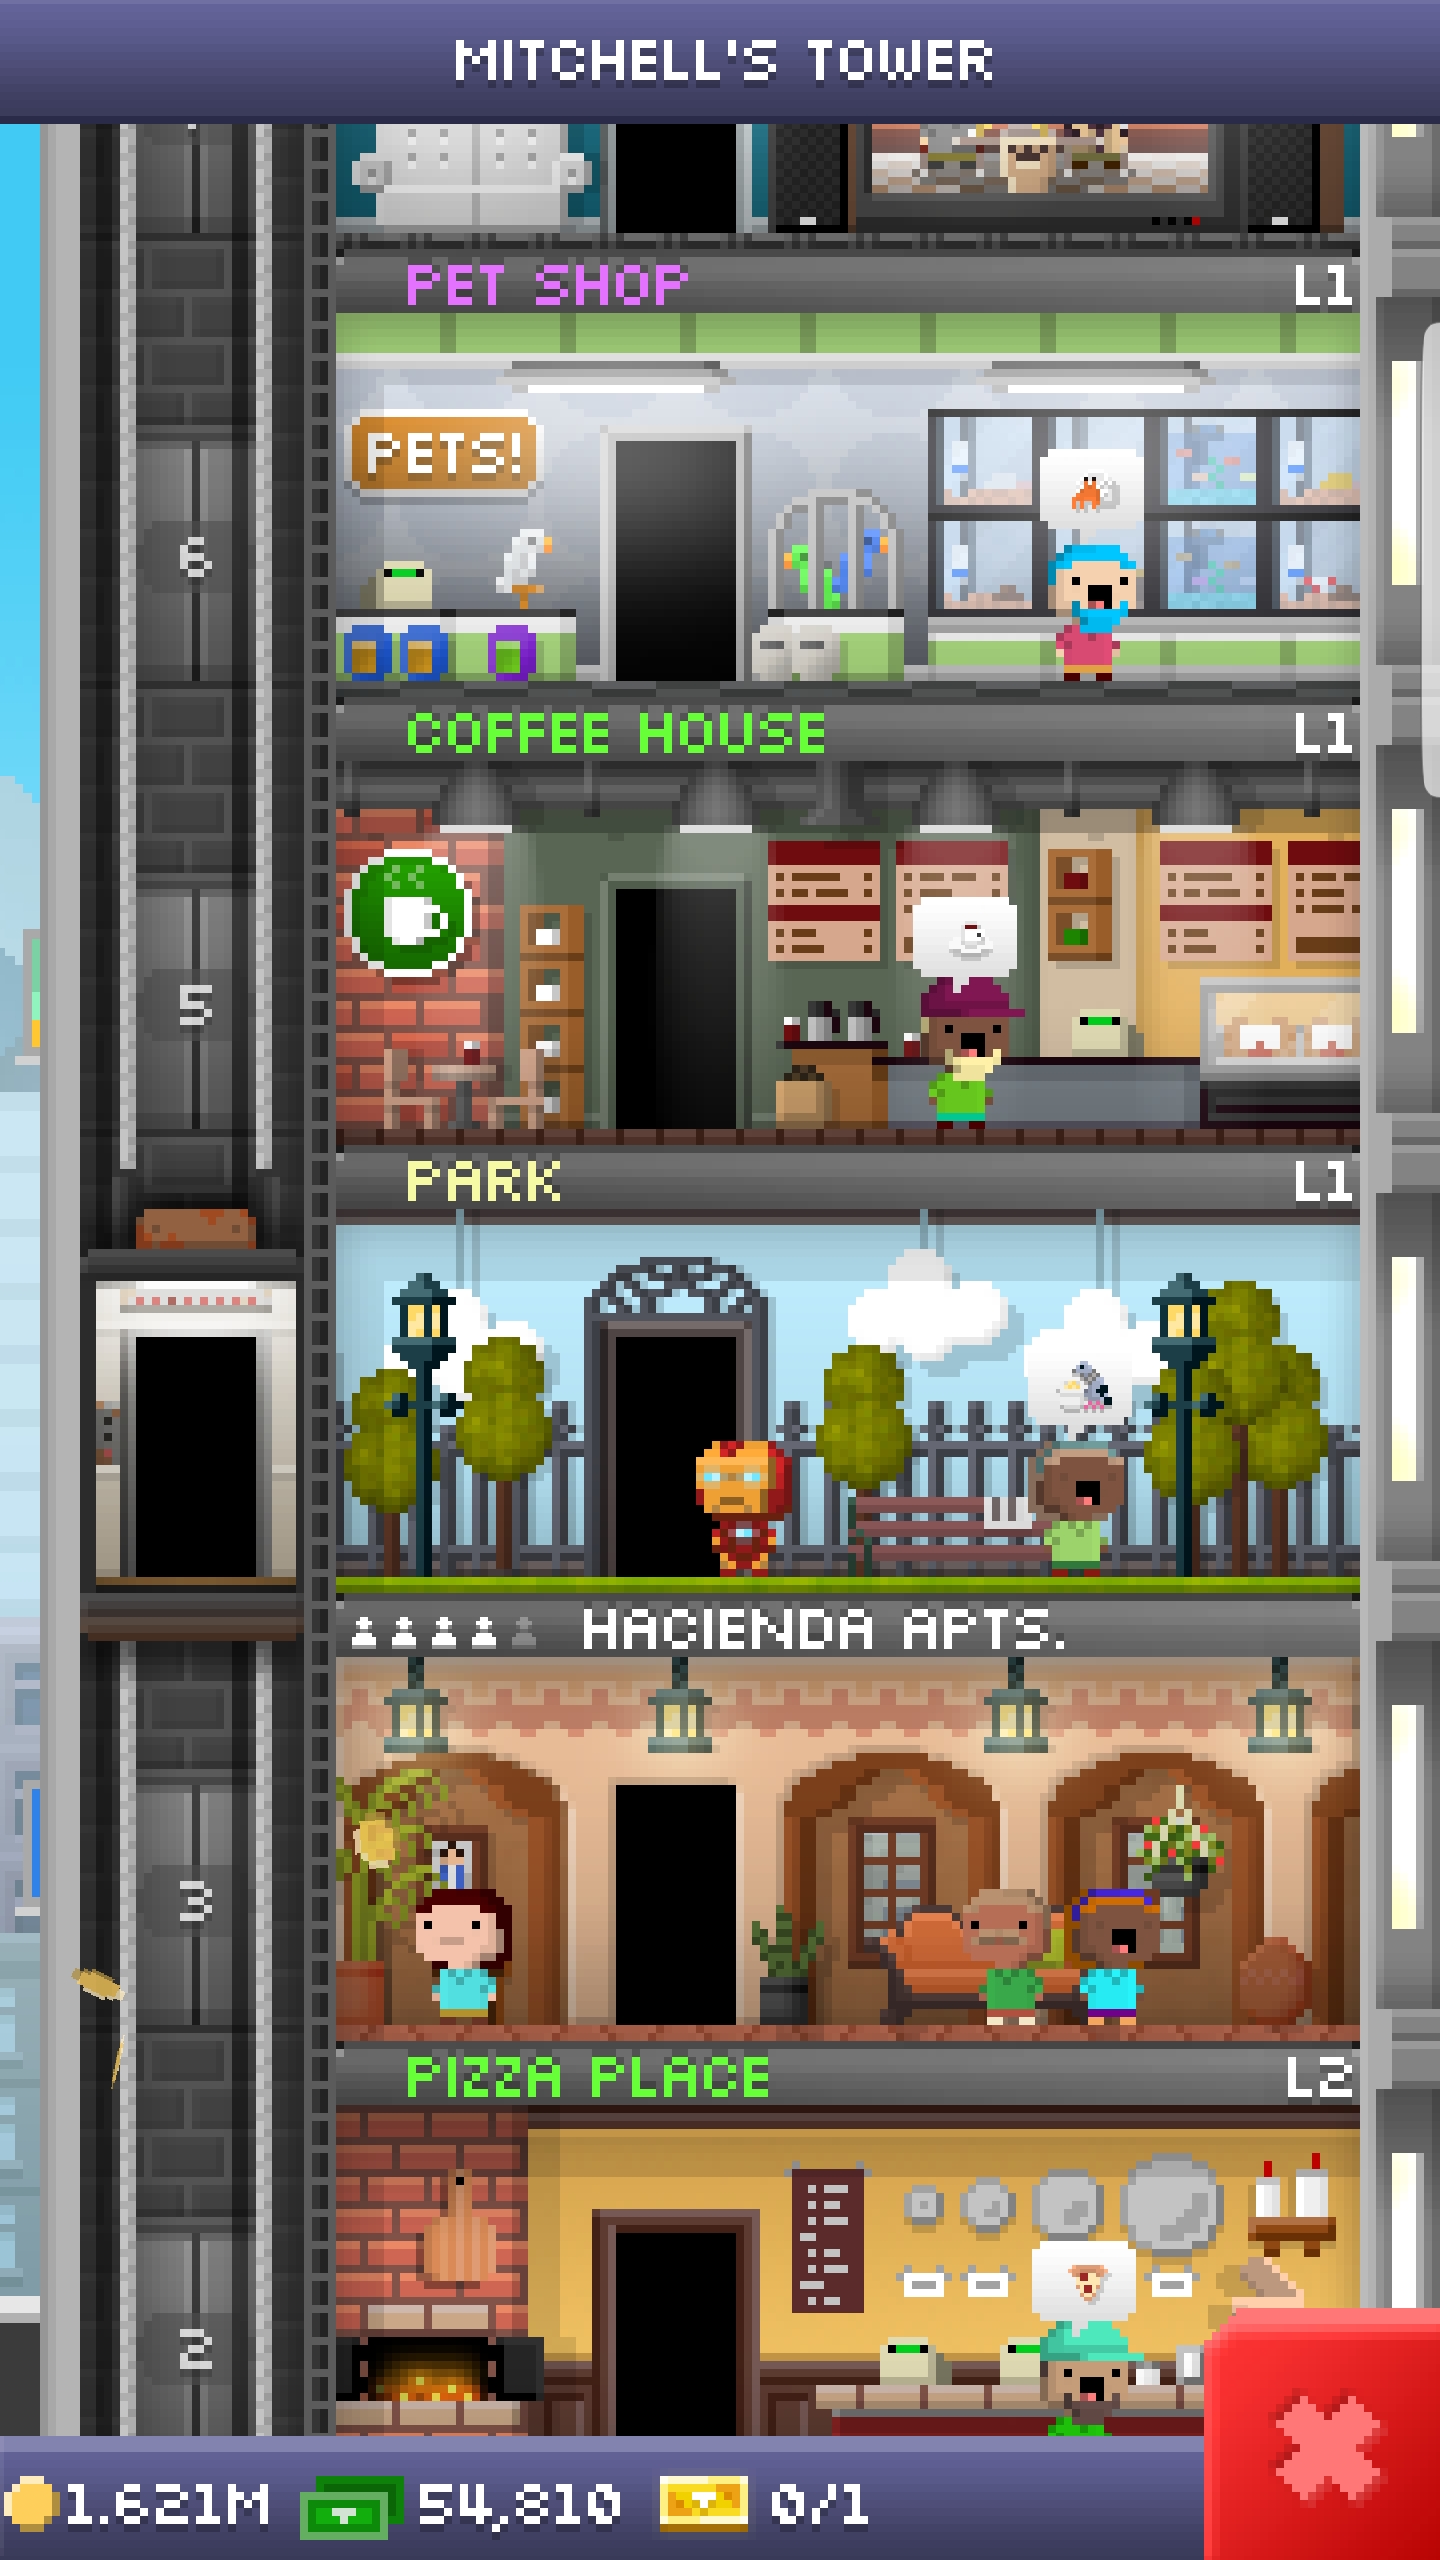 MITCHELL'S TOWER
PET SHOP L1
PETS!
6
COFFEE HOUSE L1
5
PARK L1
HACIENDA APTS.
3
PIZZA PLACE L2
2
1.621M 54,810 0/1